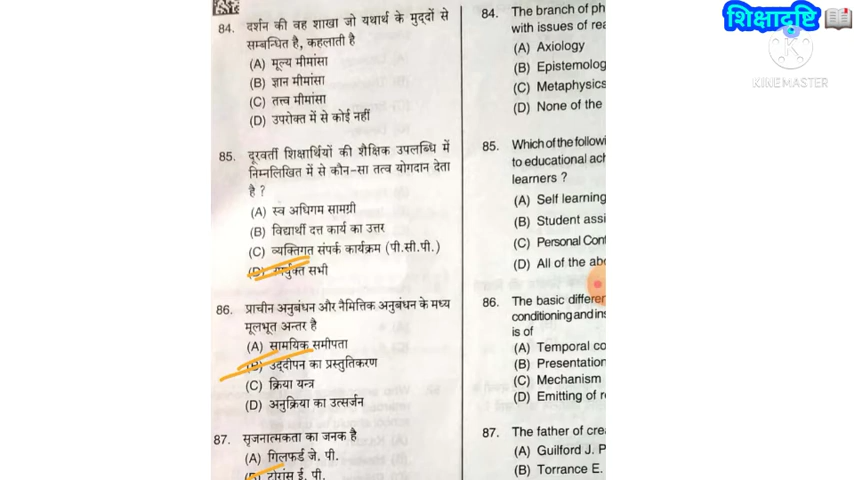 शिक्षादृष्टि
KINEMASTER
84. दर्शन की वह शाखा जो यथार्थ के मुद्दों से
सम्बन्धित है, कहलाती है
(A) मूल्य मीमांसा
(B) ज्ञान मीमांसा
(C) तत्त्व मीमांसा
(D) उपरोक्त में से कोई नहीं
85. दूरवर्ती शिक्षार्थियों की शैक्षिक उपलब्धि में
निम्नलिखित में से कौन-सा तत्व योगदान देता
है ?
(A) स्व अधिगम सामग्री
(B) विद्यार्थी दत्त कार्य का उत्तर
(C) व्यक्तिगत संपर्क कार्यक्रम (पी.सी.पी.)
(D) उपर्युक्त सभी
86. प्राचीन अनुबंधन और नैमित्तिक अनुबंधन के मध्य
मूलभूत अन्तर है
(A) सामयिक समीपता
(B) उद्दीपन का प्रस्तुतिकरण
(C) क्रिया यन्त्र
(D) अनुक्रिया का उत्सर्जन
87. सृजनात्मकता का जनक है
(A) गिलफर्ड जे. पी.
(B) टोरांस ई. पी.
84. The branch of ph
with issues of rea
(A) Axiology
(B) Epistemolog
(C) Metaphysics
(D) None of the
85. Which of the followi
to educational ach
learners ?
(A) Self learning
(B) Student assi
(C) Personal Cont
(D) All of the abo
86. The basic differen
conditioning and ins
is of
(A) Temporal co
(B) Presentation
(C) Mechanism
(D) Emitting of r
87. The father of crea
(A) Guilford J. P
(B) Torrance E.